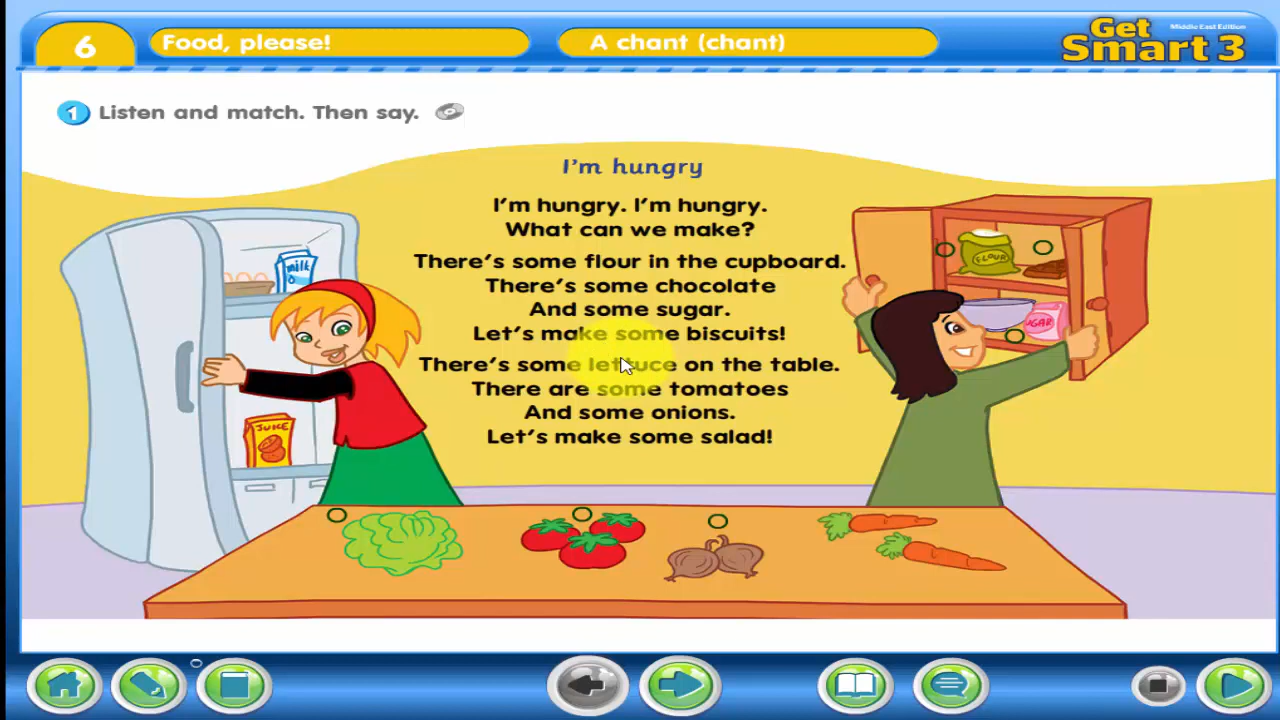 6
Food, please!
A chant (chant)
Middle East Edition
Get
Smart 3
1 Listen and match. Then say.
I'm hungry
I'm hungry. I'm hungry.
What can we make?
There's some flour in the cupboard.
There's some chocolate
And some sugar.
Let's make some biscuits!
There's some lettuce on the table.
There are some tomatoes
And some onions.
Let's make some salad!
milk
JUICE
FLOUR
SUGAR